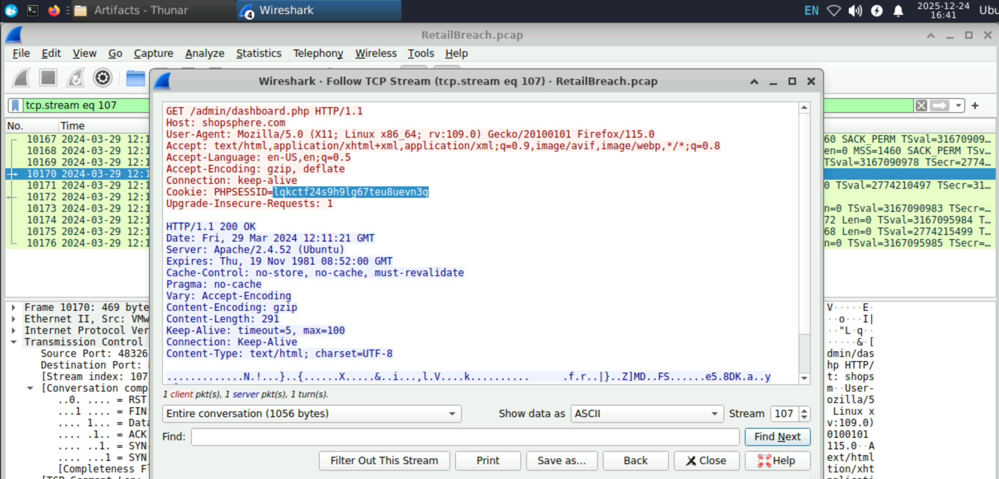 Artifacts - Thunar
4 Wireshark
EN
2025-12-24
16:41
Ubu
RetailBreach.pcap
File Edit View Go Capture Analyze Statistics Telephony Wireless Tools Help
Wireshark · Follow TCP Stream (tcp.stream eq 107) · RetailBreach.pcap
tcp.stream eq 107
No. Time
10167 2024-03-29 12:1
10168 2024-03-29 12:1
10169 2024-03-29 12:1
10170 2024-03-29 12:1
10171 2024-03-29 12:1
10172 2024-03-29 12:1
10173 2024-03-29 12:1
10174 2024-03-29 12:1
10175 2024-03-29 12:1
10176 2024-03-29 12:1
60 SACK_PERM TSval=31670909…
en=0 MSS=1460 SACK_PERM TSv…
TSval=3167090978 TSecr=2774…
0 TSval=2774210497 TSecr=31…
n=0 TSval=3167090983 TSecr=…
72 Len=0 TSval=3167095984 T…
68 Len=0 TSval=2774215499 T…
n=0 TSval=3167095985 TSecr=…
GET /admin/dashboard.php HTTP/1.1
Host: shopsphere.com
User-Agent: Mozilla/5.0 (X11; Linux x86_64; rv:109.0) Gecko/20100101 Firefox/115.0
Accept: text/html,application/xhtml+xml,application/xml;q=0.9,image/avif,image/webp,*/*;q=0.8
Accept-Language: en-US,en;q=0.5
Accept-Encoding: gzip, deflate
Connection: keep-alive
Cookie: PHPSESSID=lqkctf24s9h9lg67teu8uevn3q
Upgrade-Insecure-Requests: 1
HTTP/1.1 200 OK
Date: Fri, 29 Mar 2024 12:11:21 GMT
Server: Apache/2.4.52 (Ubuntu)
Expires: Thu, 19 Nov 1981 08:52:00 GMT
Cache-Control: no-store, no-cache, must-revalidate
Pragma: no-cache
Vary: Accept-Encoding
Content-Encoding: gzip
Content-Length: 291
Keep-Alive: timeout=5, max=100
Connection: Keep-Alive
Content-Type: text/html; charset=UTF-8
.............N.!...}..{......X.....&..i...,l.V....k.......... .f.r..|}..Z]MD..FS......e5.8DK.a..y
1 client pkt(s), 1 server pkt(s), 1 turn(s).
Entire conversation (1056 bytes)
Show data as ASCII
Stream 107
Find:
Find Next
Filter Out This Stream
Print
Save as…
Back
Close
Help
Frame 10170: 469 byte
Ethernet II, Src: VMw
Internet Protocol Ver
Transmission Control
Source Port: 48326
Destination Port:
[Stream index: 107
[Conversation comp
..0. .... = RST
...1 .... = FIN
.... 1... = Data
.... .1.. = ACK
.... ..1. = SYN-
.... ...1 = SYN
[Completeness Fl
V·····E·
··o···I|
··"L·q··
·····&·[
dmin/das
hp HTTP/
t: shops
m··User-
ozilla/5
Linux x
v:109.0)
0100101
115.0··A
ext/html
tion/xht